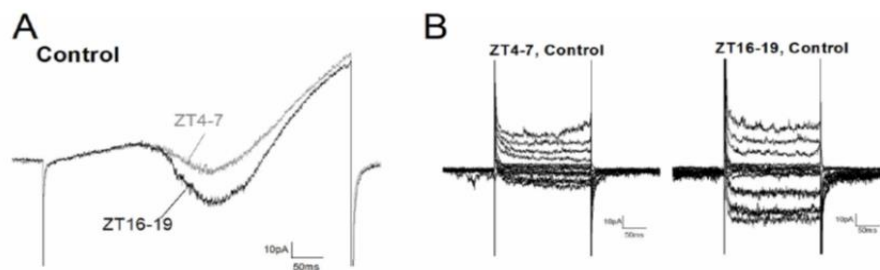 A
Control
ZT4-7
ZT16-19
10pA
50ms
B
ZT4-7, Control
10pA
50ms
ZT16-19, Control
10pA
50ms